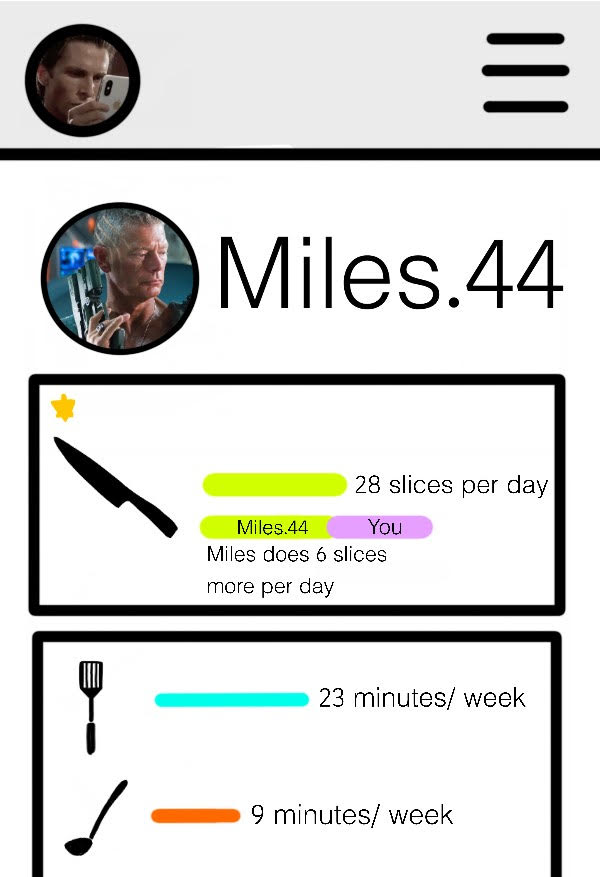 Miles.44
28 slices per day
Miles.44 You
Miles does 6 slices
more per day
23 minutes/ week
9 minutes/ week